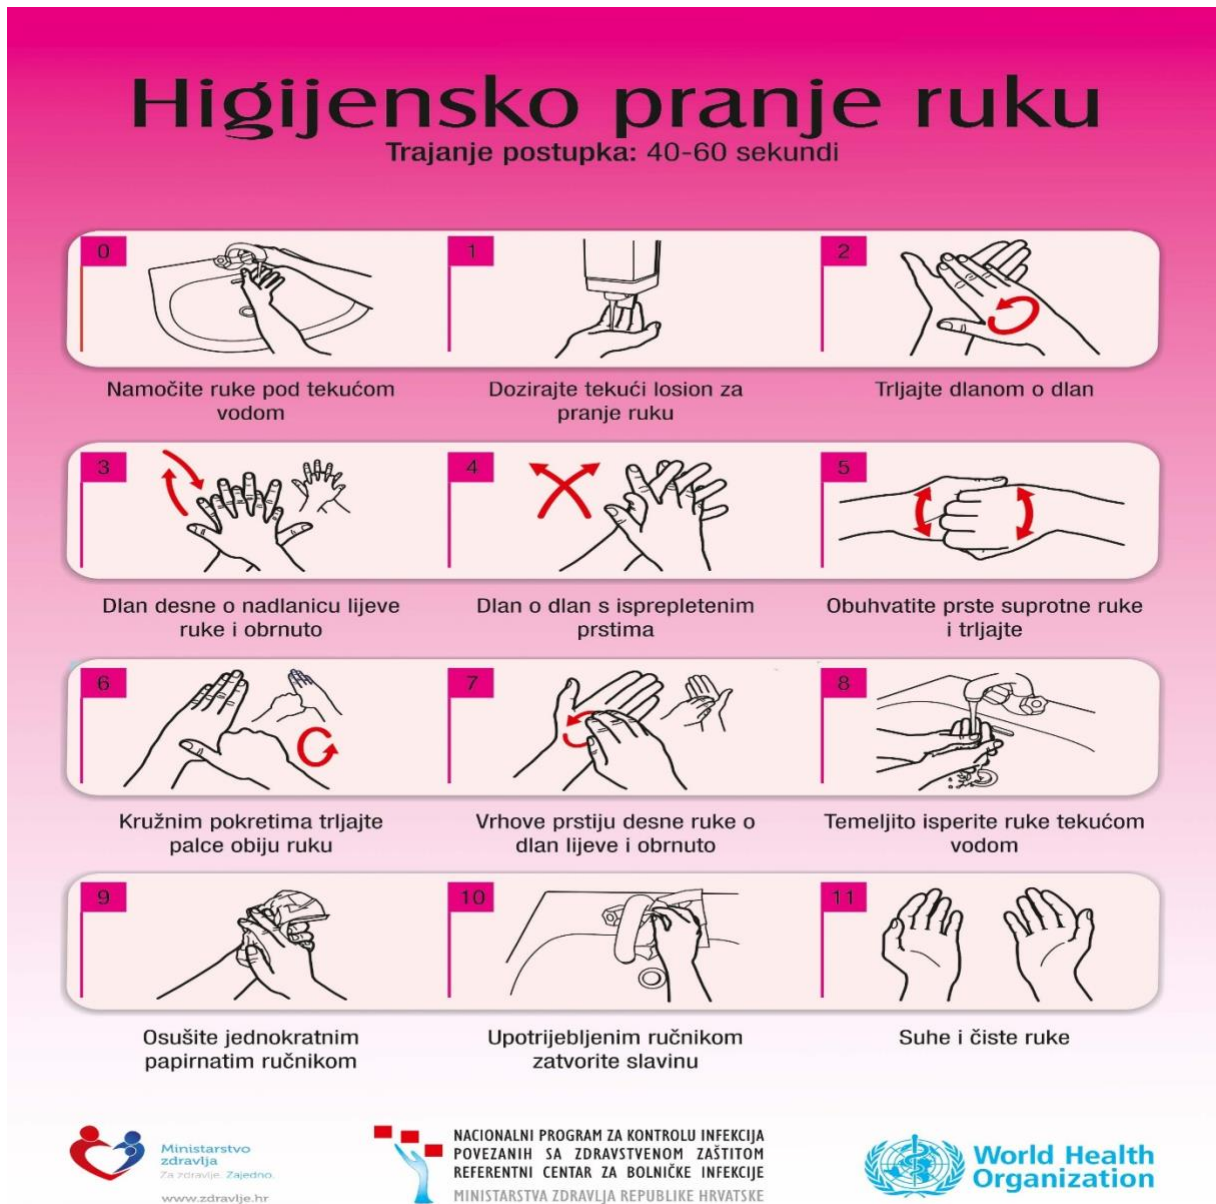 Higijensko pranje ruku
Trajanje postupka: 40-60 sekundi
0
1
2
Namočite ruke pod tekućom
vodom
Dozirajte tekući losion za
pranje ruku
Trljajte dlanom o dlan
3
4
5
Dlan desne o nadlanicu lijeve
ruke i obrnuto
Dlan o dlan s isprepletenim
prstima
Obuhvatite prste suprotne ruke
i trljajte
6
7
8
Kružnim pokretima trljajte
palce obiju ruku
Vrhove prstiju desne ruke o
dlan lijeve i obrnuto
Temeljito isperite ruke tekućom
vodom
9
10
11
Osušite jednokratnim
papirnatim ručnikom
Upotrijebljenim ručnikom
zatvorite slavinu
Suhe i čiste ruke
Ministarstvo
zdravlja
Za zdravlje. Zajedno.
www.zdravlje.hr
NACIONALNI PROGRAM ZA KONTROLU INFEKCIJA
POVEZANIH SA ZDRAVSTVENOM ZAŠTITOM
REFERENTNI CENTAR ZA BOLNIČKE INFEKCIJE
MINISTARSTVA ZDRAVLJA REPUBLIKE HRVATSKE
World Health
Organization